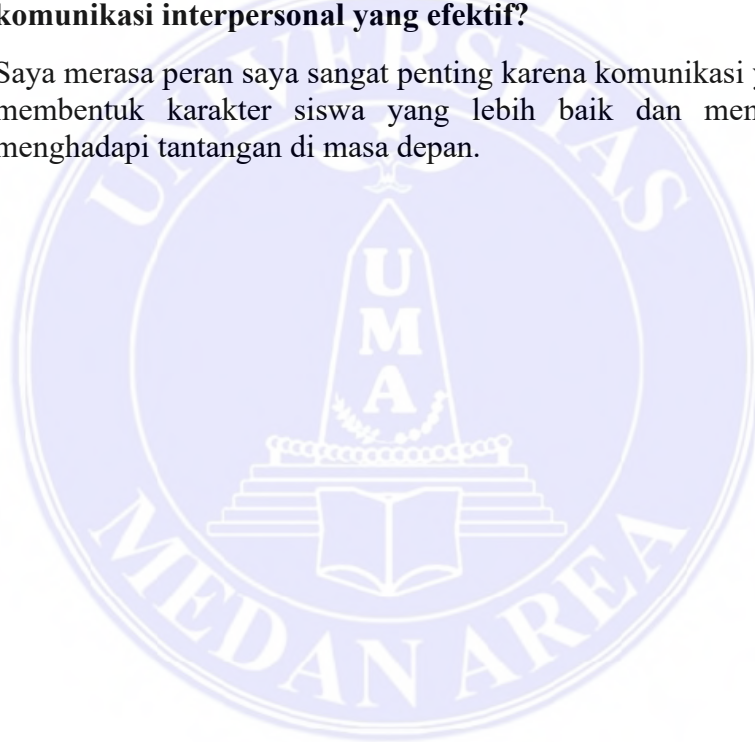 komunikasi interpersonal yang efektif?
Saya merasa peran saya sangat penting karena komunikasi
membentuk karakter siswa yang lebih baik dan
menghadapi tantangan di masa depan.
UNIVERSITAS
UMA
MEDAN AREA